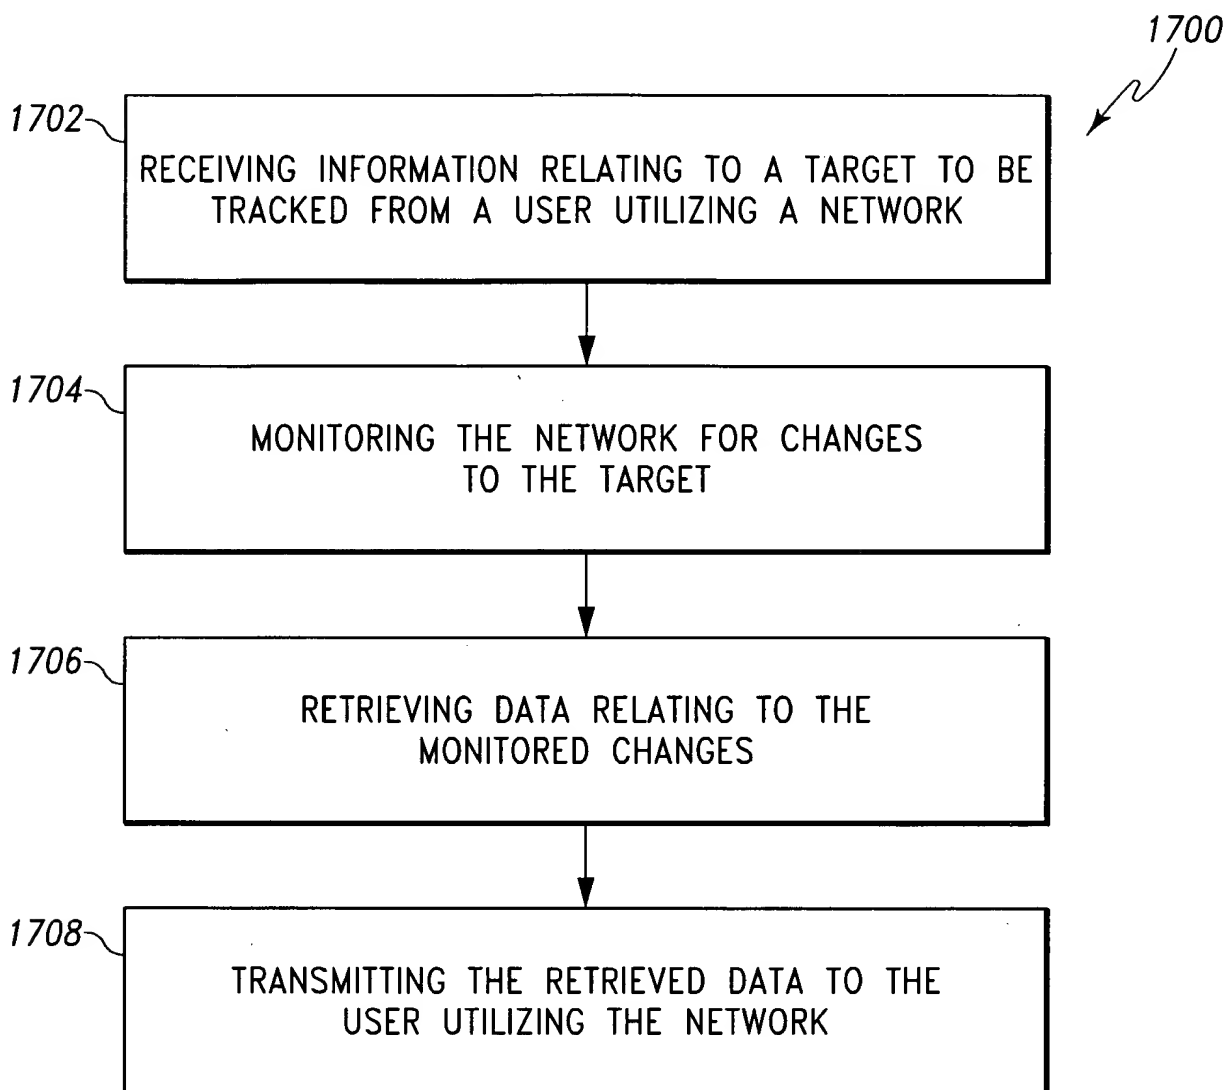 1700
1702
RECEIVING INFORMATION RELATING TO A TARGET TO BE
TRACKED FROM A USER UTILIZING A NETWORK
1704
MONITORING THE NETWORK FOR CHANGES
TO THE TARGET
1706
RETRIEVING DATA RELATING TO THE
MONITORED CHANGES
1708
TRANSMITTING THE RETRIEVED DATA TO THE
USER UTILIZING THE NETWORK